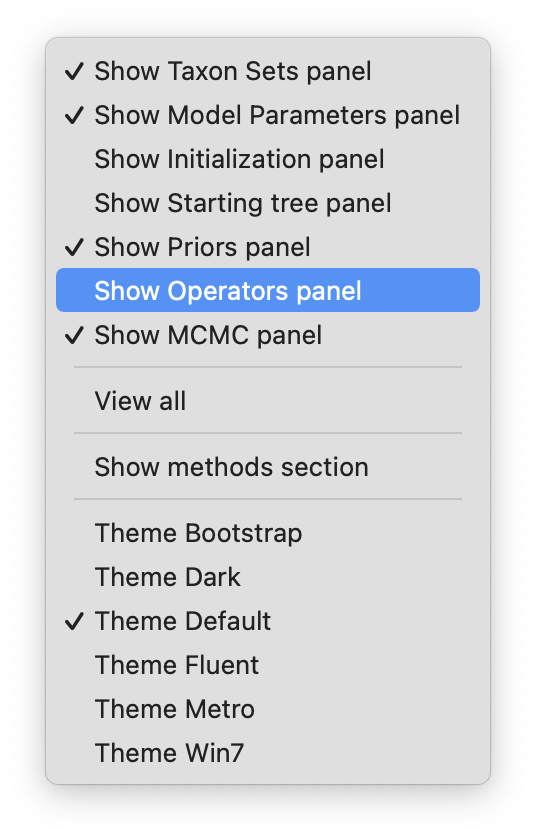 ✓ Show Taxon Sets panel
✓ Show Model Parameters panel
Show Initialization panel
Show Starting tree panel
✓ Show Priors panel
Show Operators panel
✓ Show MCMC panel
View all
Show methods section
Theme Bootstrap
Theme Dark
✓ Theme Default
Theme Fluent
Theme Metro
Theme Win7